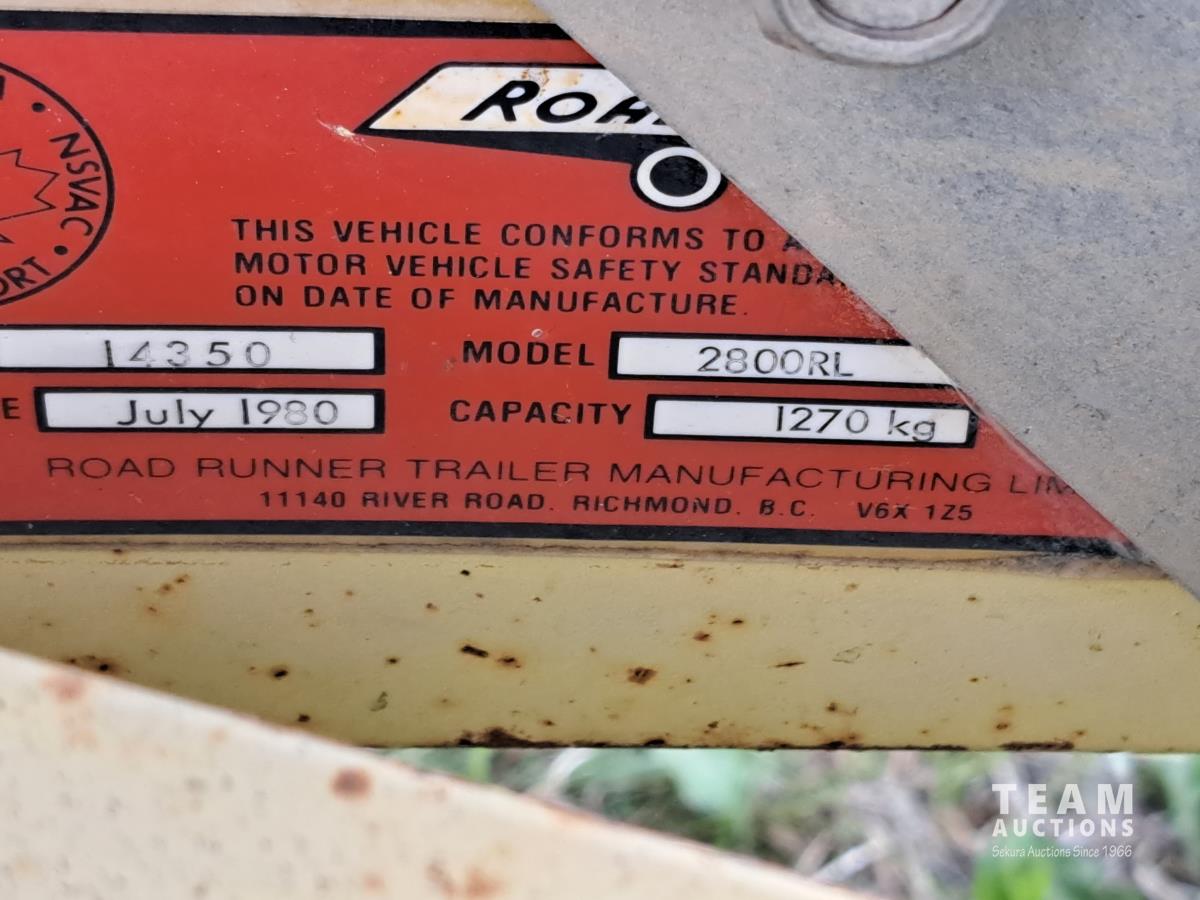 ROA
NSVAC
THIS VEHICLE CONFORMS TO
MOTOR VEHICLE SAFETY STANDA
ON DATE OF MANUFACTURE.
14350
MODEL 2800RL
E July 1980
CAPACITY 1270 kg
ROAD RUNNER TRAILER MANUFACTURING LIM
11140 RIVER ROAD. RICHMOND. B.C. V6X 1Z5
TEAM
AUCTIONS
Sekura Auctions Since 1966